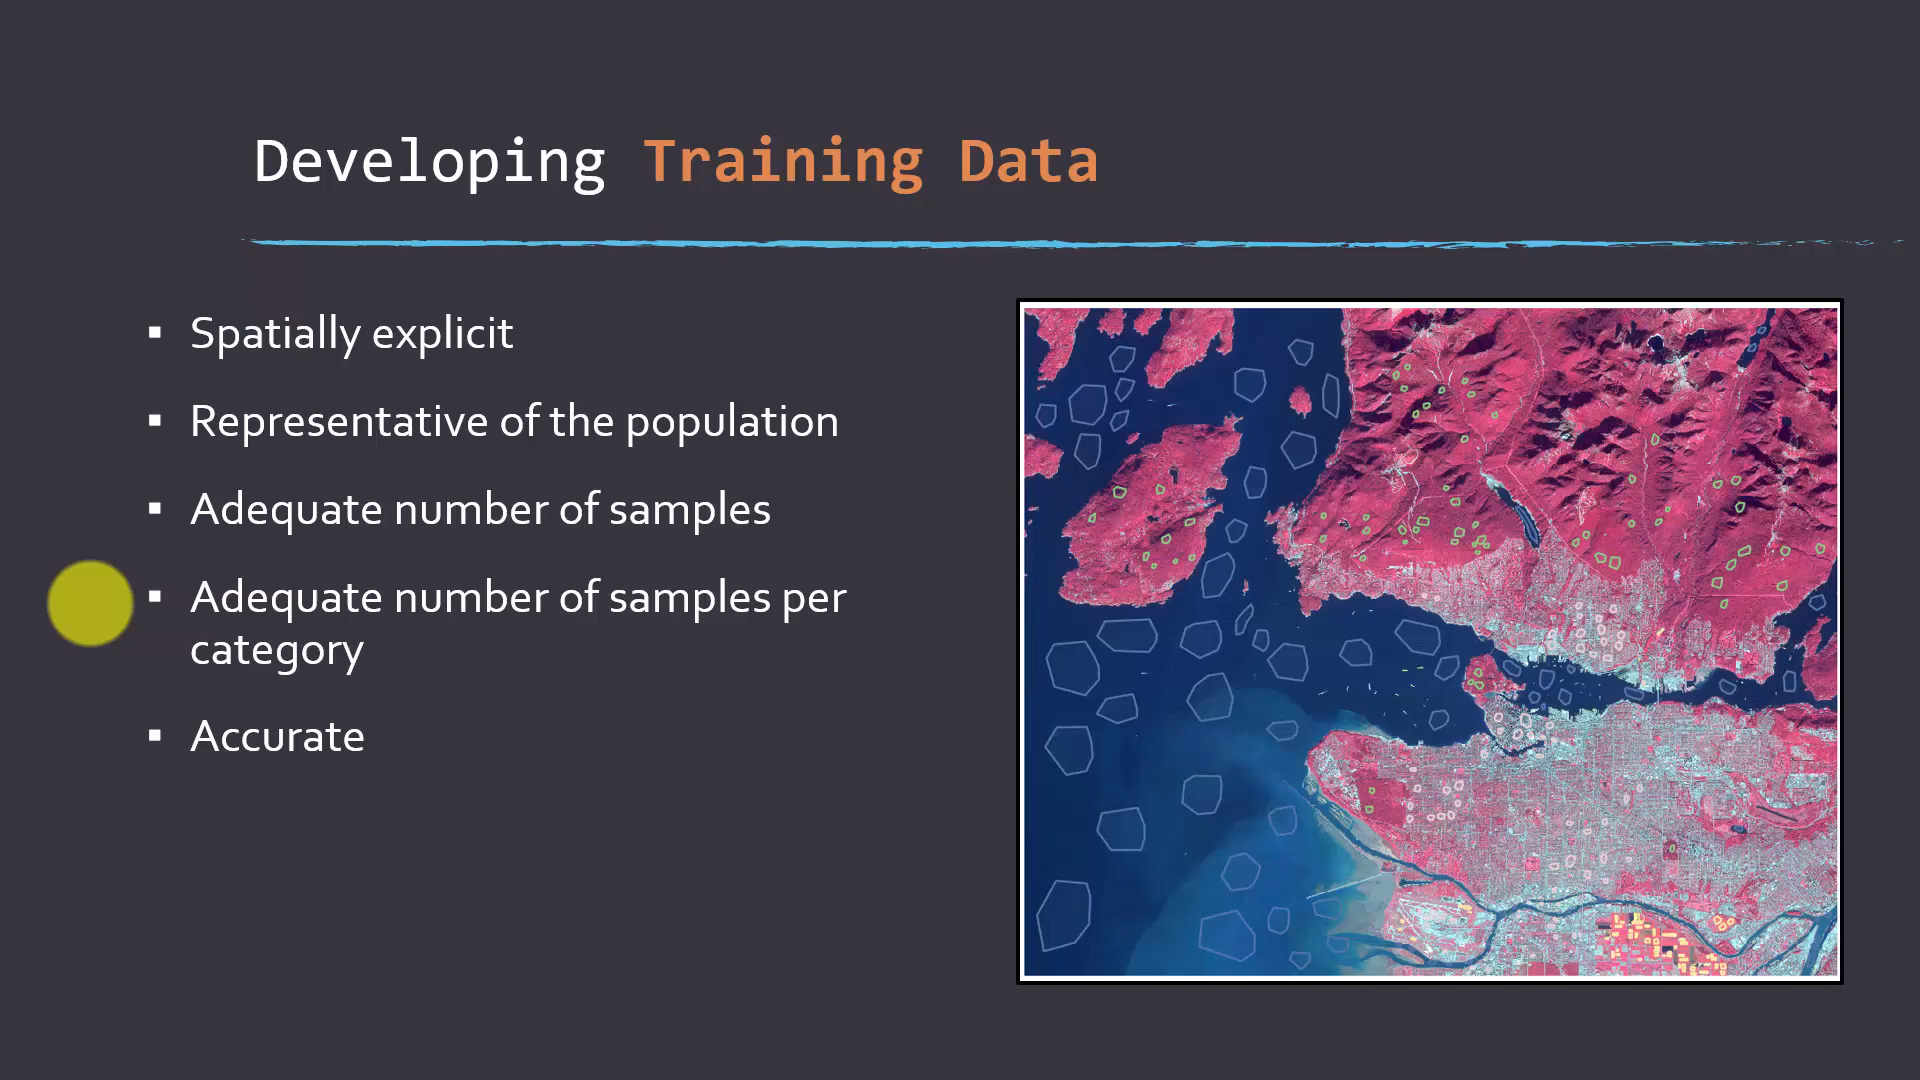 Developing Training Data
▪ Spatially explicit
▪ Representative of the population
▪ Adequate number of samples
▪ Adequate number of samples per
category
▪ Accurate